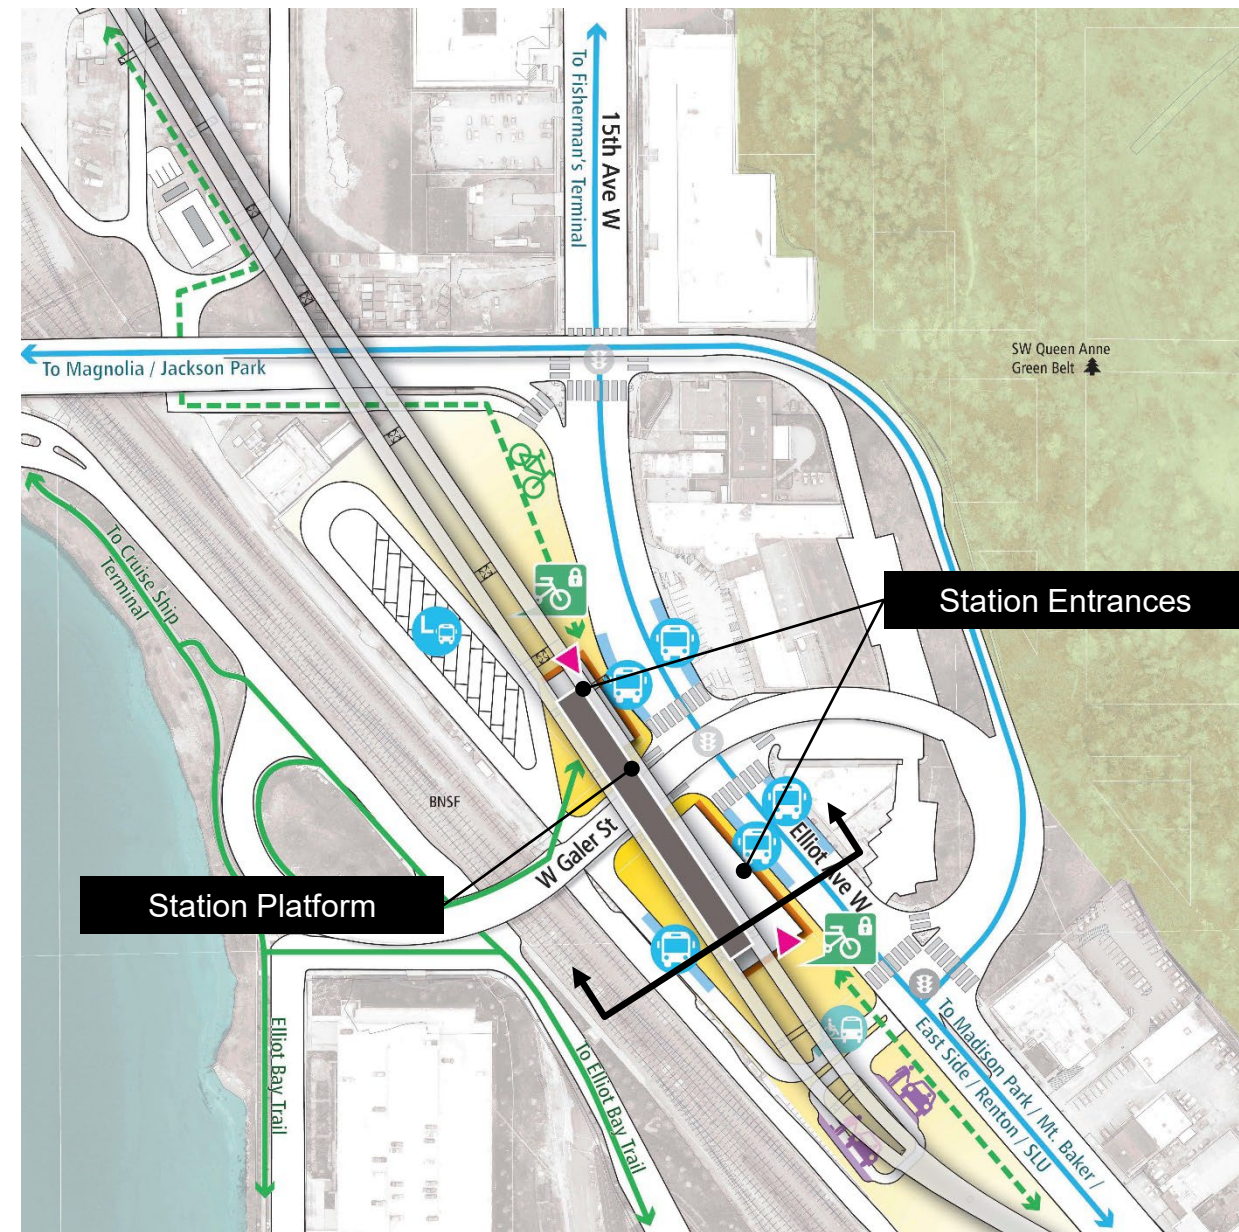 To Fisherman's Terminal
15th Ave W
To Magnolia / Jackson Park
SW Queen Anne
Green Belt
To Cruise Ship
Terminal
L
Station Entrances
BNSF
W Galer St
Elliot Ave W
Station Platform
Elliot Bay Trail
To Elliot Bay Trail
To Madison Park / Mt. Baker /
East Side / Renton / SLU